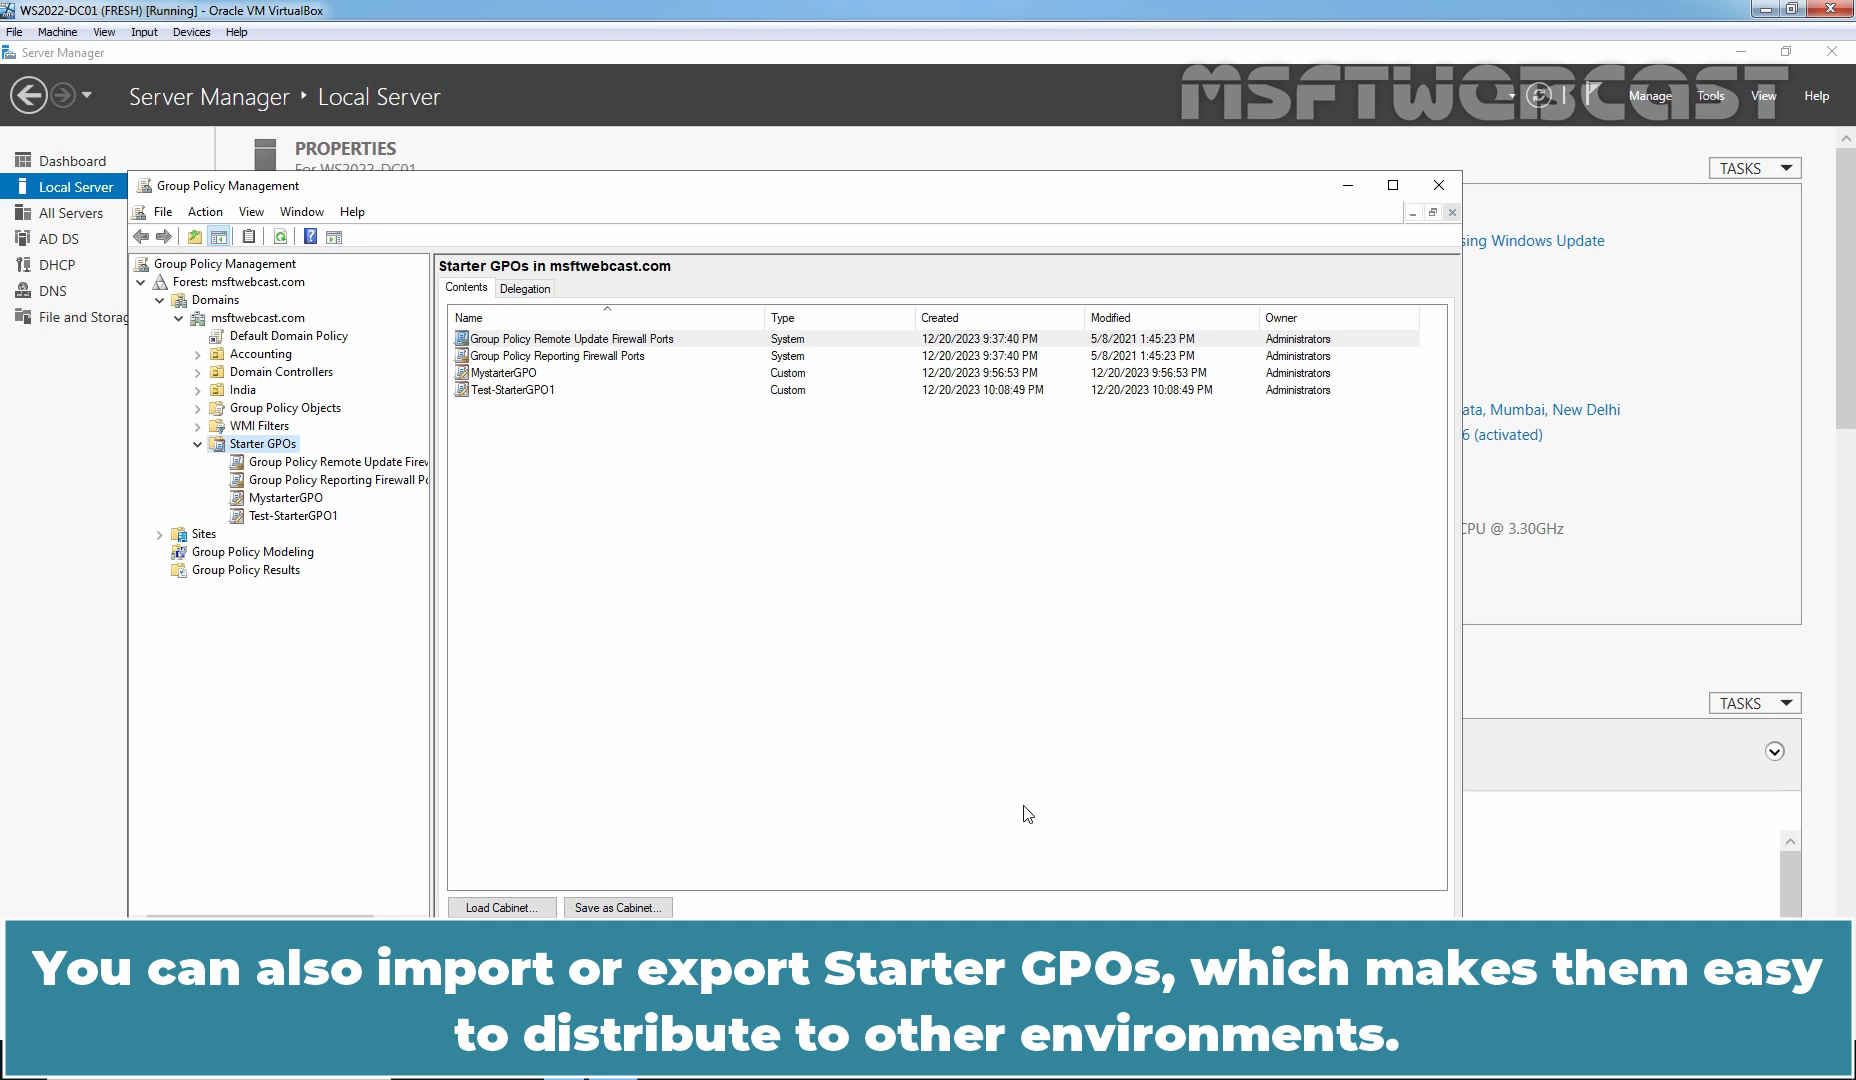 WS2022-DC01 (FRESH) [Running] - Oracle VM VirtualBox
File Machine View Input Devices Help
Server Manager
Server Manager ‣ Local Server
MSFTWEBCAST
Manage Tools View Help
Dashboard
Local Server
All Servers
AD DS
DHCP
DNS
File and Storag
PROPERTIES
For WS2022-DC01
TASKS
sing Windows Update
ata, Mumbai, New Delhi
6 (activated)
CPU @ 3.30GHz
TASKS
Group Policy Management
File Action View Window Help
Group Policy Management
Forest: msftwebcast.com
Domains
msftwebcast.com
Default Domain Policy
Accounting
Domain Controllers
India
Group Policy Objects
WMI Filters
Starter GPOs
Group Policy Remote Update Firew
Group Policy Reporting Firewall Po
MystarterGPO
Test-StarterGPO1
Sites
Group Policy Modeling
Group Policy Results
Starter GPOs in msftwebcast.com
Contents Delegation
Name Type Created Modified Owner
Group Policy Remote Update Firewall Ports System 12/20/2023 9:37:40 PM 5/8/2021 1:45:23 PM Administrators
Group Policy Reporting Firewall Ports System 12/20/2023 9:37:40 PM 5/8/2021 1:45:23 PM Administrators
MystarterGPO Custom 12/20/2023 9:56:53 PM 12/20/2023 9:56:53 PM Administrators
Test-StarterGPO1 Custom 12/20/2023 10:08:49 PM 12/20/2023 10:08:49 PM Administrators
Load Cabinet... Save as Cabinet...
You can also import or export Starter GPOs, which makes them easy
to distribute to other environments.